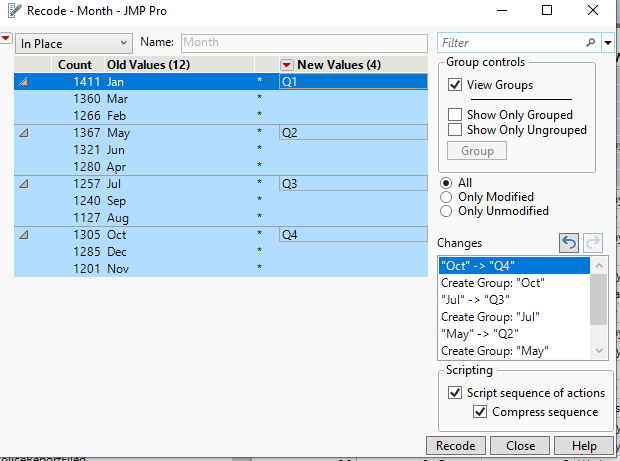 Recode - Month - JMP Pro
In Place Name: Month
Filter
Count Old Values (12) New Values (4)
1411 Jan * Q1
1360 Mar *
1266 Feb *
1367 May * Q2
1321 Jun *
1280 Apr *
1257 Jul * Q3
1240 Sep *
1127 Aug *
1305 Oct * Q4
1285 Dec *
1201 Nov *
Group controls
View Groups
Show Only Grouped
Show Only Ungrouped
Group
All
Only Modified
Only Unmodified
Changes
"Oct" -> "Q4"
Create Group: "Oct"
"Jul" -> "Q3"
Create Group: "Jul"
"May" -> "Q2"
Create Group: "May"
Scripting
Script sequence of actions
Compress sequence
Recode Close Help